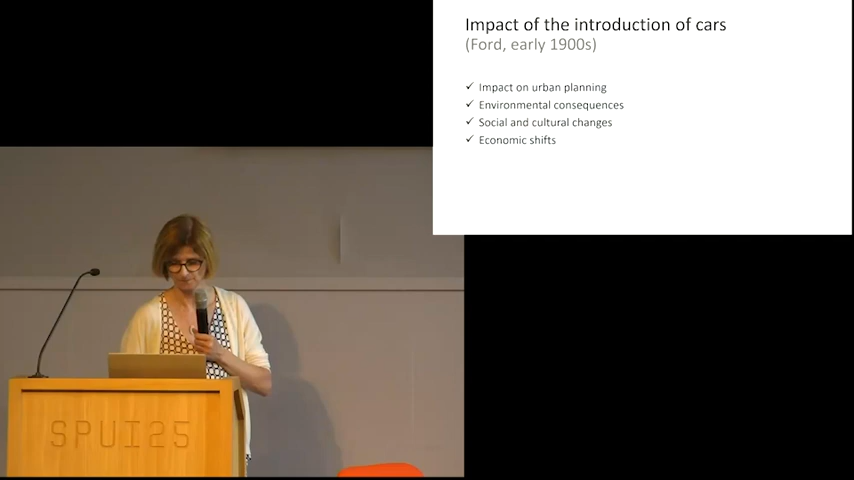 Impact of the introduction of cars
(Ford, early 1900s)
✓ Impact on urban planning
✓ Environmental consequences
✓ Social and cultural changes
✓ Economic shifts
SPUI25